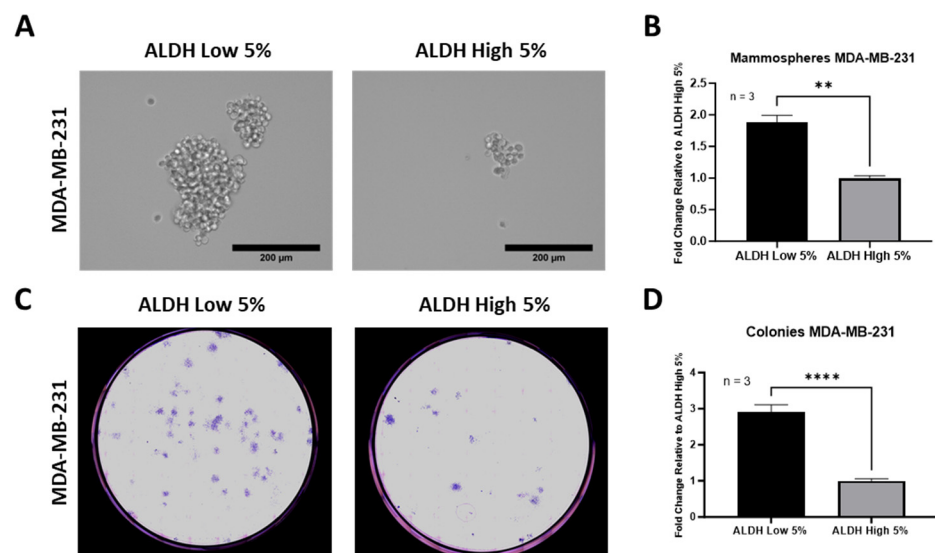 A
ALDH Low 5%
ALDH High 5%
MDA-MB-231
200 µm
200 µm
B
Mammospheres MDA-MB-231
Fold Change Relative to ALDH High 5%
n = 3
**
2.5
2.0
1.5
1.0
0.5
0.0
ALDH Low 5%
ALDH HIgh 5%
C
ALDH Low 5%
ALDH High 5%
MDA-MB-231
D
Colonies MDA-MB-231
Fold Change Relative to ALDH High 5%
n = 3
****
4
3
2
1
0
ALDH Low 5%
ALDH High 5%